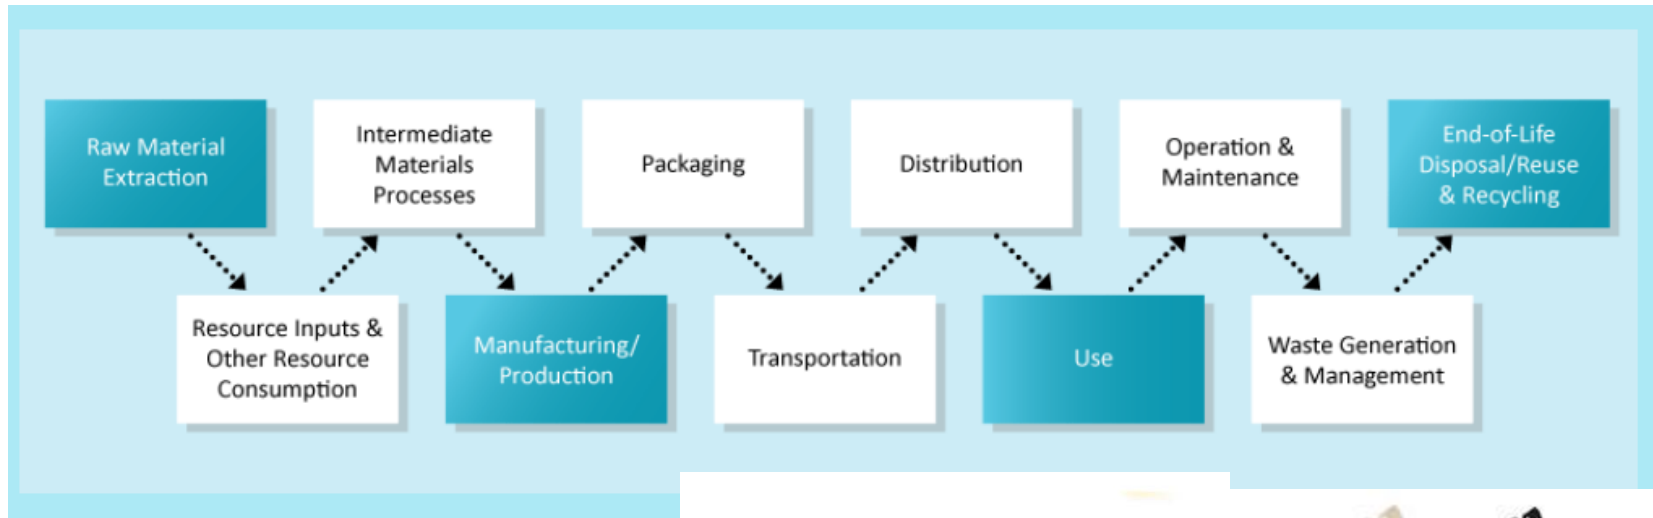 Raw Material
Extraction
Resource Inputs &
Other Resource
Consumption
Intermediate
Materials
Processes
Manufacturing/
Production
Packaging
Transportation
Distribution
Use
Operation &
Maintenance
Waste Generation
& Management
End-of-Life
Disposal/Reuse
& Recycling